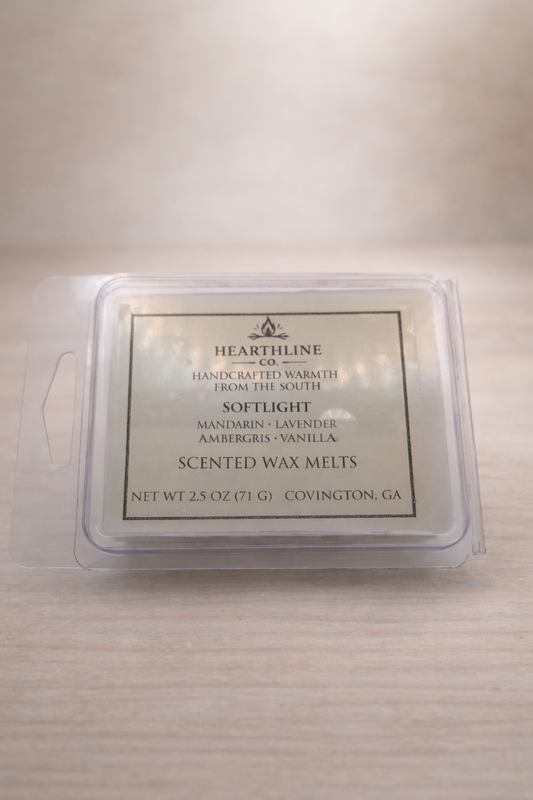 HEARTHLINE
CO.
HANDCRAFTED WARMTH
FROM THE SOUTH
SOFTLIGHT
MANDARIN • LAVENDER
AMBERGRIS • VANILLA
SCENTED WAX MELTS
NET WT 2.5 OZ (71 G) COVINGTON, GA